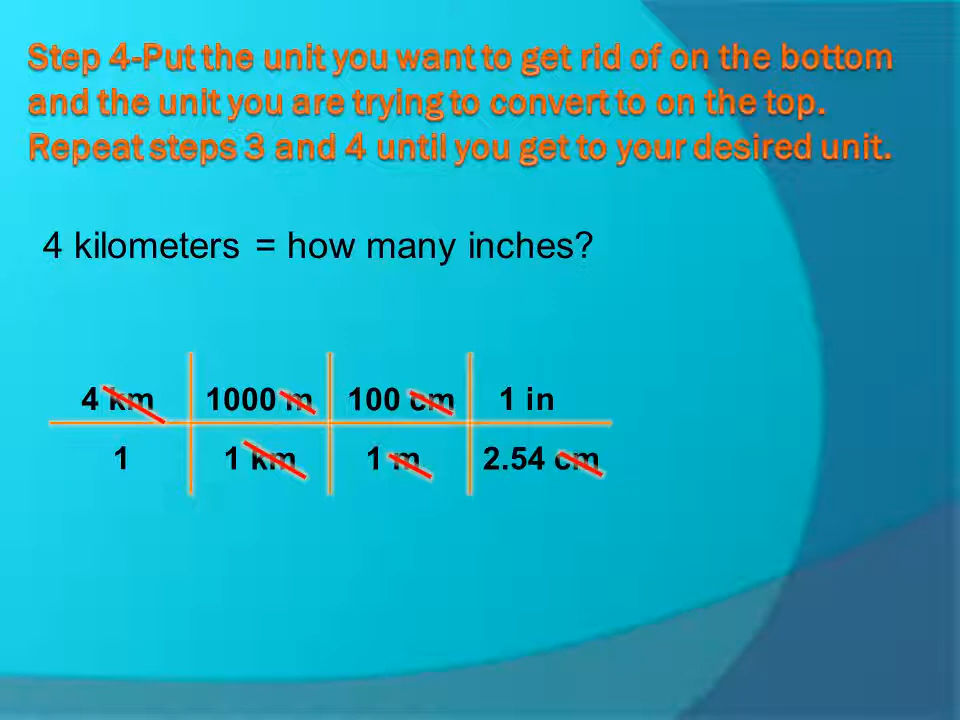 Step 4-Put the unit you want to get rid of on the bottom
and the unit you are trying to convert to on the top.
Repeat steps 3 and 4 until you get to your desired unit.
4 kilometers = how many inches?
4 km 1000 m 100 cm 1 in
1 1 km 1 m 2.54 cm